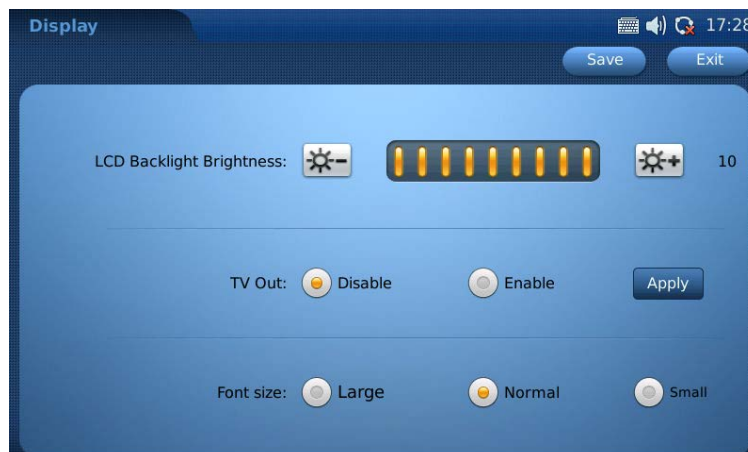 Display 17:28
Save Exit
LCD Backlight Brightness: 10
TV Out: Disable Enable Apply
Font size: Large Normal Small